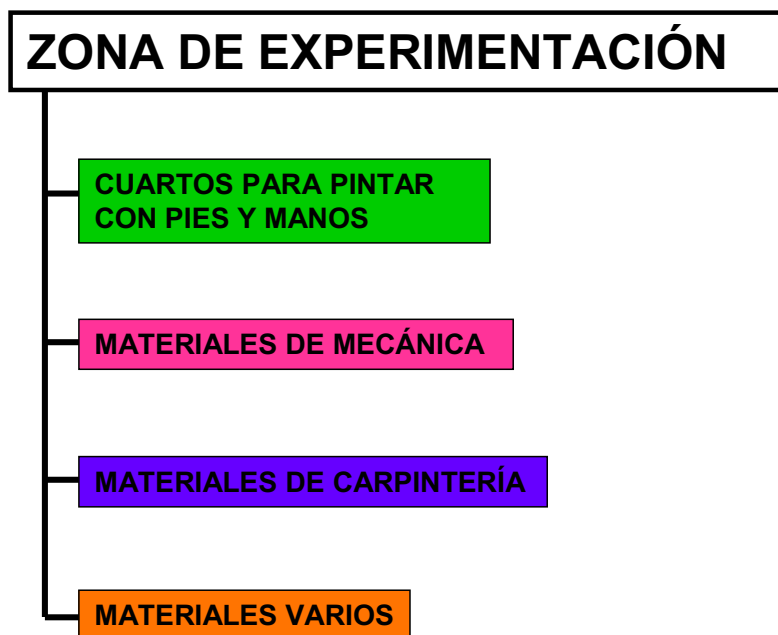 ZONA DE EXPERIMENTACIÓN
CUARTOS PARA PINTAR
CON PIES Y MANOS
MATERIALES DE MECÁNICA
MATERIALES DE CARPINTERÍA
MATERIALES VARIOS